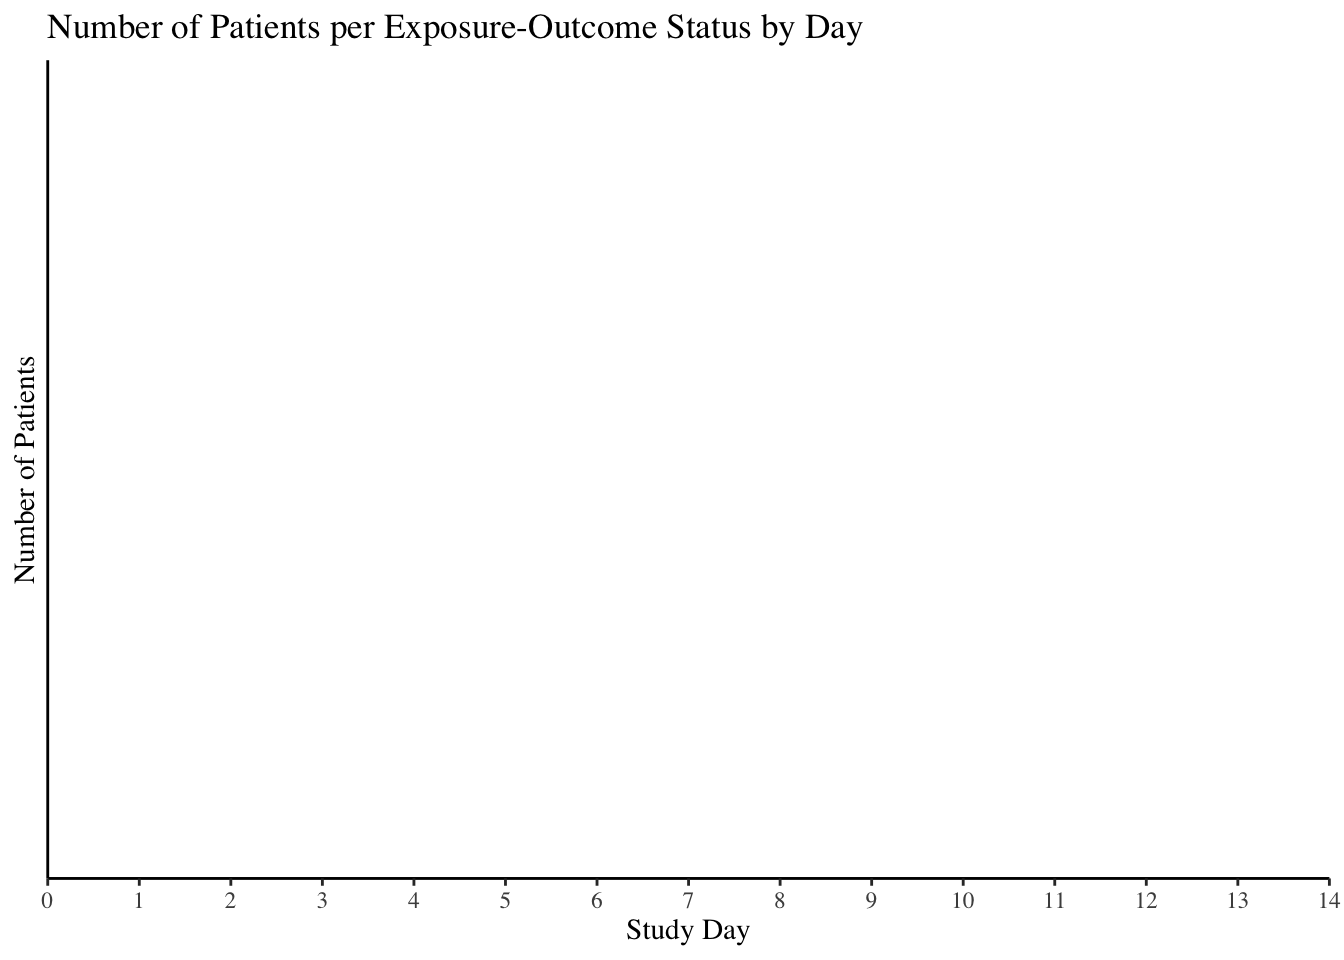 Number of Patients per Exposure-Outcome Status by Day
Number of Patients
0 1 2 3 4 5 6 7 8 9 10 11 12 13 14
Study Day